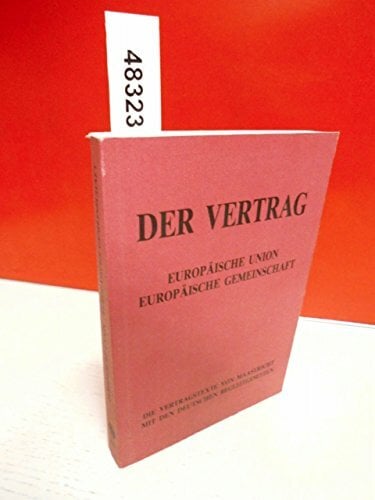 48323
DER VERTRAG
EUROPÄISCHE UNION
EUROPÄISCHE GEMEINSCHAFT
DIE VERTRAGSTEXTE VON MAASTRICHT
MIT DEN DEUTSCHEN BEGLEITGESETZEN